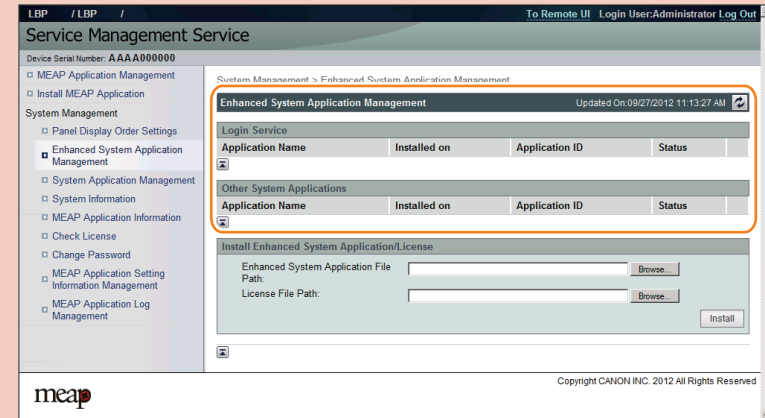 LBP / LBP /
To Remote UI Login User:Administrator Log Out
Service Management Service
Device Serial Number: AAAA000000
MEAP Application Management
Install MEAP Application
System Management
Panel Display Order Settings
Enhanced System Application
Management
System Application Management
System Information
MEAP Application Information
Check License
Change Password
MEAP Application Setting
Information Management
MEAP Application Log
Management
System Management > Enhanced System Application Management
Enhanced System Application Management Updated On:09/27/2012 11:13:27 AM
Login Service
Application Name Installed on Application ID Status
Other System Applications
Application Name Installed on Application ID Status
Install Enhanced System Application/License
Enhanced System Application File
Path:
Browse...
License File Path:
Browse...
Install
Copyright CANON INC. 2012 All Rights Reserved
meap